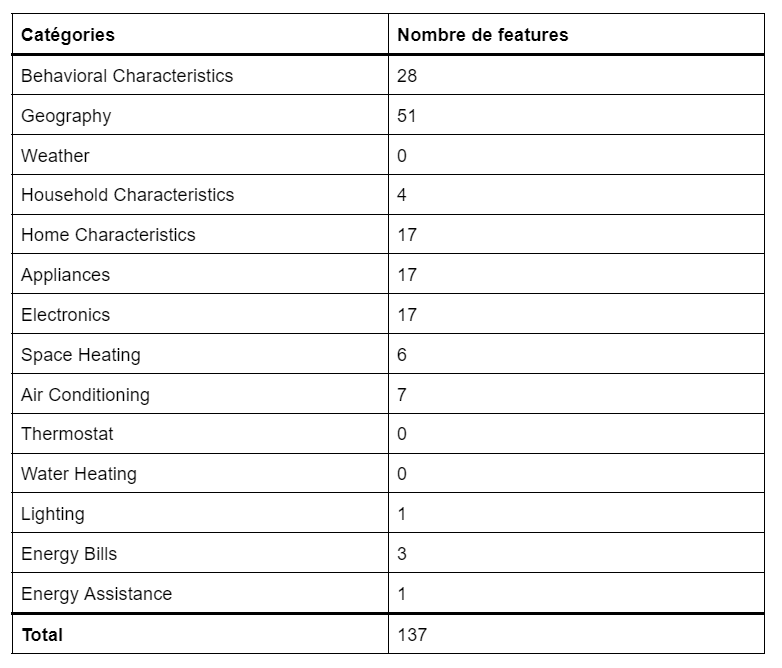 Catégories Nombre de features
Behavioral Characteristics 28
Geography 51
Weather 0
Household Characteristics 4
Home Characteristics 17
Appliances 17
Electronics 17
Space Heating 6
Air Conditioning 7
Thermostat 0
Water Heating 0
Lighting 1
Energy Bills 3
Energy Assistance 1
Total 137